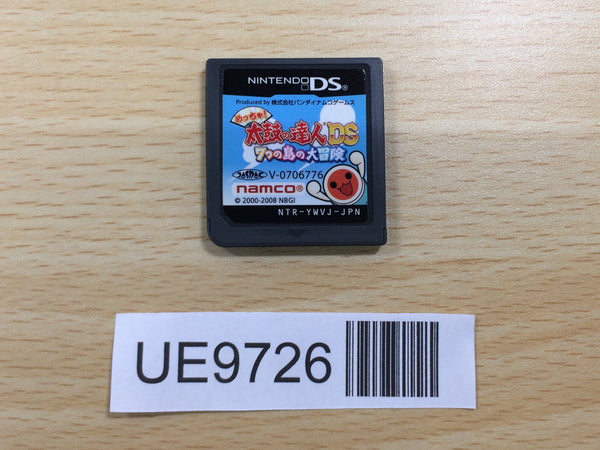 NINTENDO DS
Produced by 株式会社バンダイナムコゲームス
めっちゃ!
太鼓の達人DS
7つの島の大冒険
V-0706776
namco®
© 2000-2008 NBGI
NTR-YWVJ-JPN
UE9726